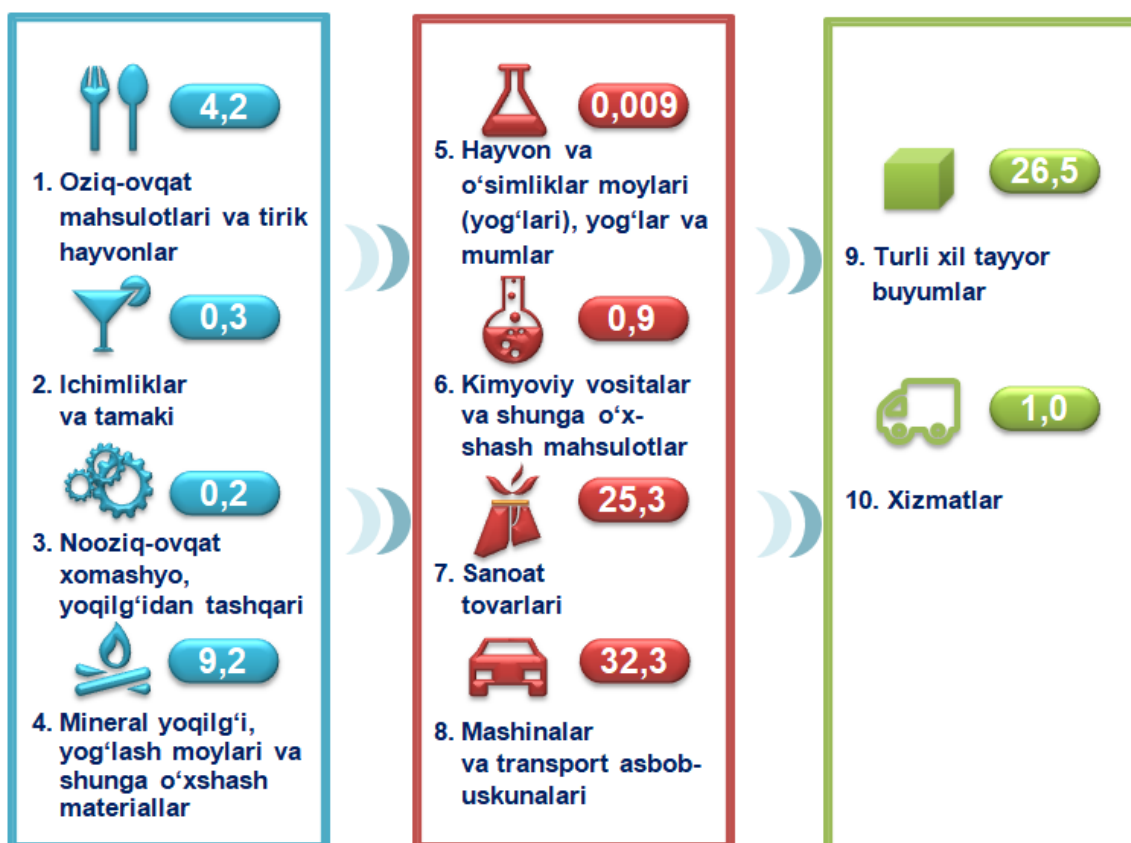 4,2
1. Oziq-ovqat
mahsulotlari va tirik
hayvonlar
0,3
2. Ichimliklar
va tamaki
0,2
3. Nooziq-ovqat
xomashyo,
yoqilg‘idan tashqari
9,2
4. Mineral yoqilg‘i,
yog‘lash moylari va
shunga o‘xshash
materiallar
0,009
5. Hayvon va
o‘simliklar moylari
(yog‘lari), yog‘lar va
mumlar
0,9
6. Kimyoviy vositalar
va shunga o‘x-
shash mahsulotlar
25,3
7. Sanoat
tovarlari
32,3
8. Mashinalar
va transport asbob-
uskunalari
26,5
9. Turli xil tayyor
buyumlar
1,0
10. Xizmatlar